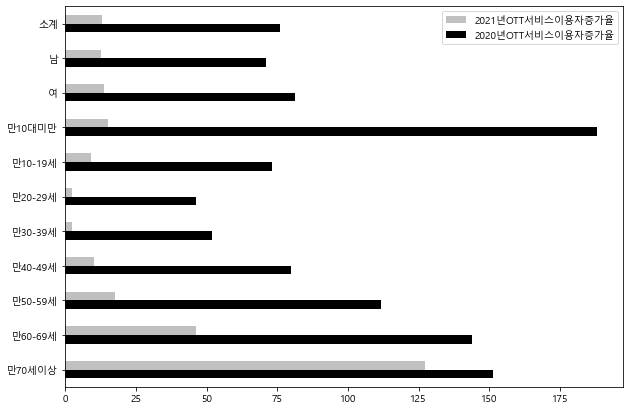 2021년OTT서비스이용자증가율
2020년OTT서비스이용자증가율
소계
남
여
만10대미만
만10-19세
만20-29세
만30-39세
만40-49세
만50-59세
만60-69세
만70세이상
0 25 50 75 100 125 150 175